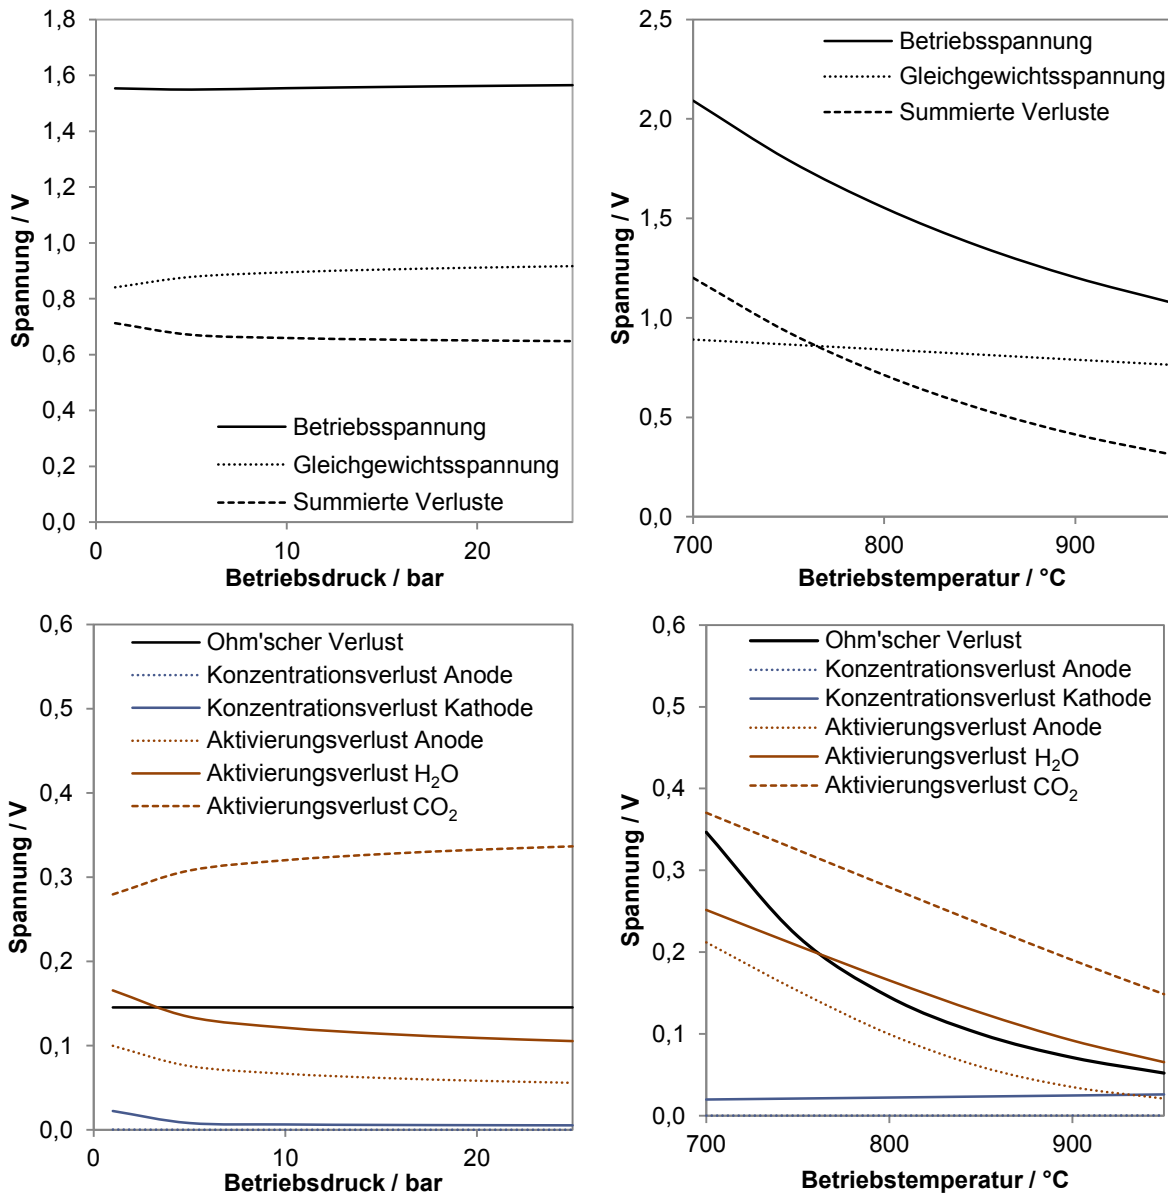 1,8
1,6
1,4
1,2
1,0
0,8
0,6
0,4
0,2
0,0
Spannung / V
Betriebsspannung
Gleichgewichtsspannung
Summierte Verluste
0
10
20
Betriebsdruck / bar
2,5
2,0
1,5
1,0
0,5
0,0
Spannung / V
Betriebsspannung
Gleichgewichtsspannung
Summierte Verluste
700
800
900
Betriebstemperatur / °C
0,6
0,5
0,4
0,3
0,2
0,1
0,0
Spannung / V
Ohm'scher Verlust
Konzentrationsverlust Anode
Konzentrationsverlust Kathode
Aktivierungsverlust Anode
Aktivierungsverlust H₂O
Aktivierungsverlust CO₂
0
10
20
Betriebsdruck / bar
0,6
0,5
0,4
0,3
0,2
0,1
0,0
Spannung / V
Ohm'scher Verlust
Konzentrationsverlust Anode
Konzentrationsverlust Kathode
Aktivierungsverlust Anode
Aktivierungsverlust H₂O
Aktivierungsverlust CO₂
700
800
900
Betriebstemperatur / °C